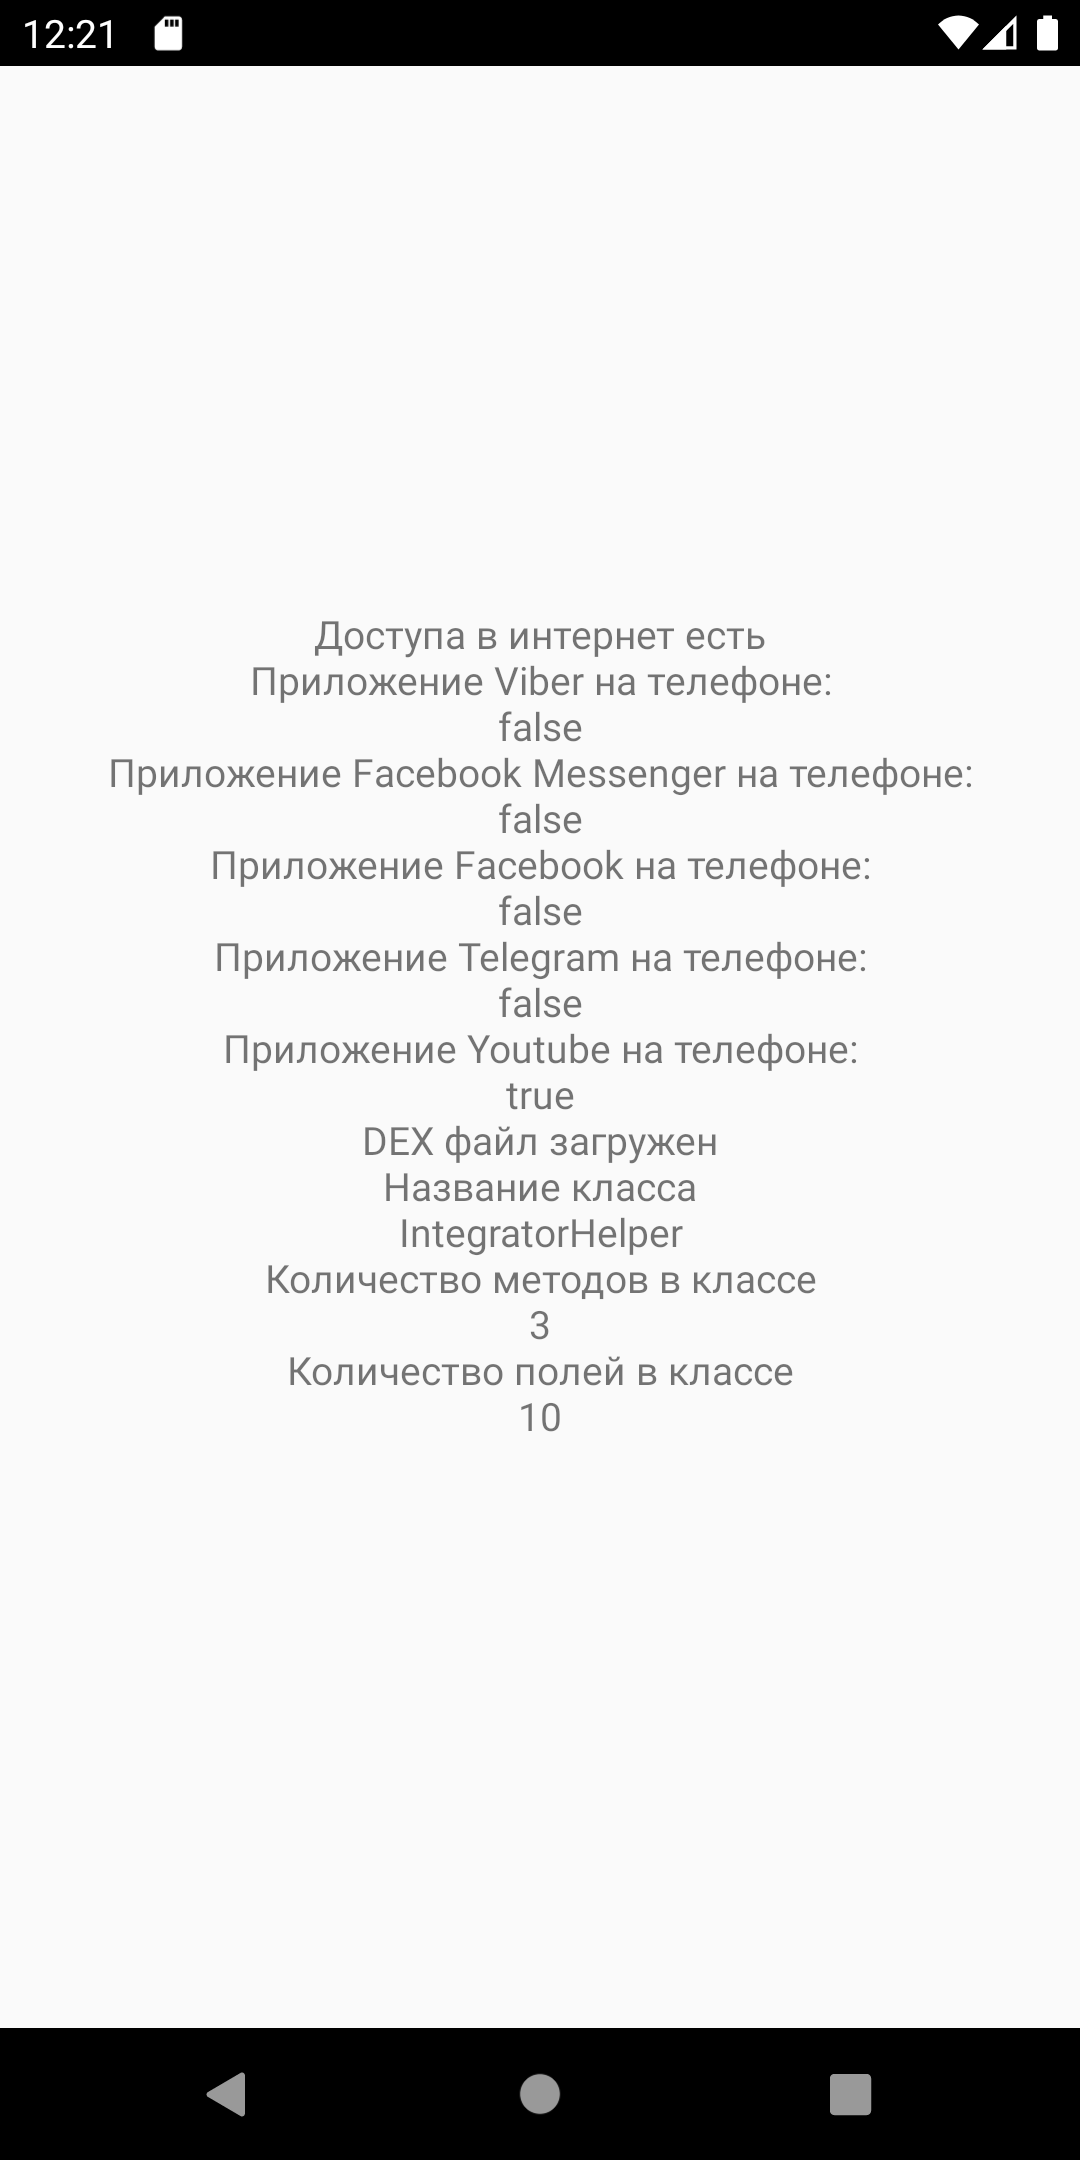 12:21
Доступа в интернет есть
Приложение Viber на телефоне:
false
Приложение Facebook Messenger на телефоне:
false
Приложение Facebook на телефоне:
false
Приложение Telegram на телефоне:
false
Приложение Youtube на телефоне:
true
DEX файл загружен
Название класса
IntegratorHelper
Количество методов в классе
3
Количество полей в классе
10